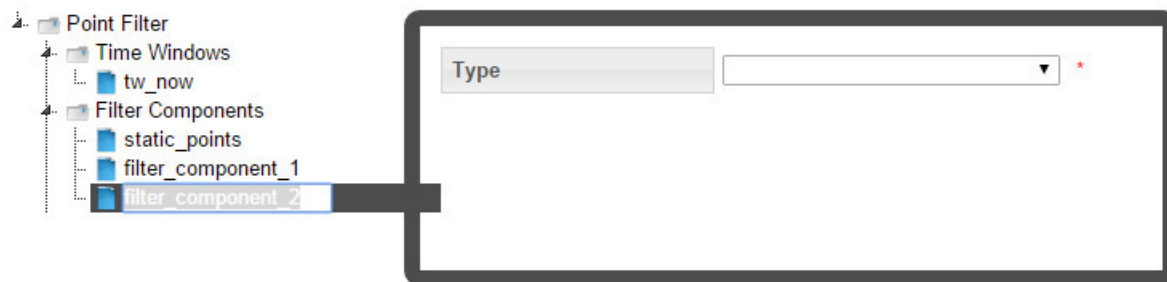 Point Filter
Time Windows
tw_now
Filter Components
static_points
filter_component_1
filter_component_2
Type
*